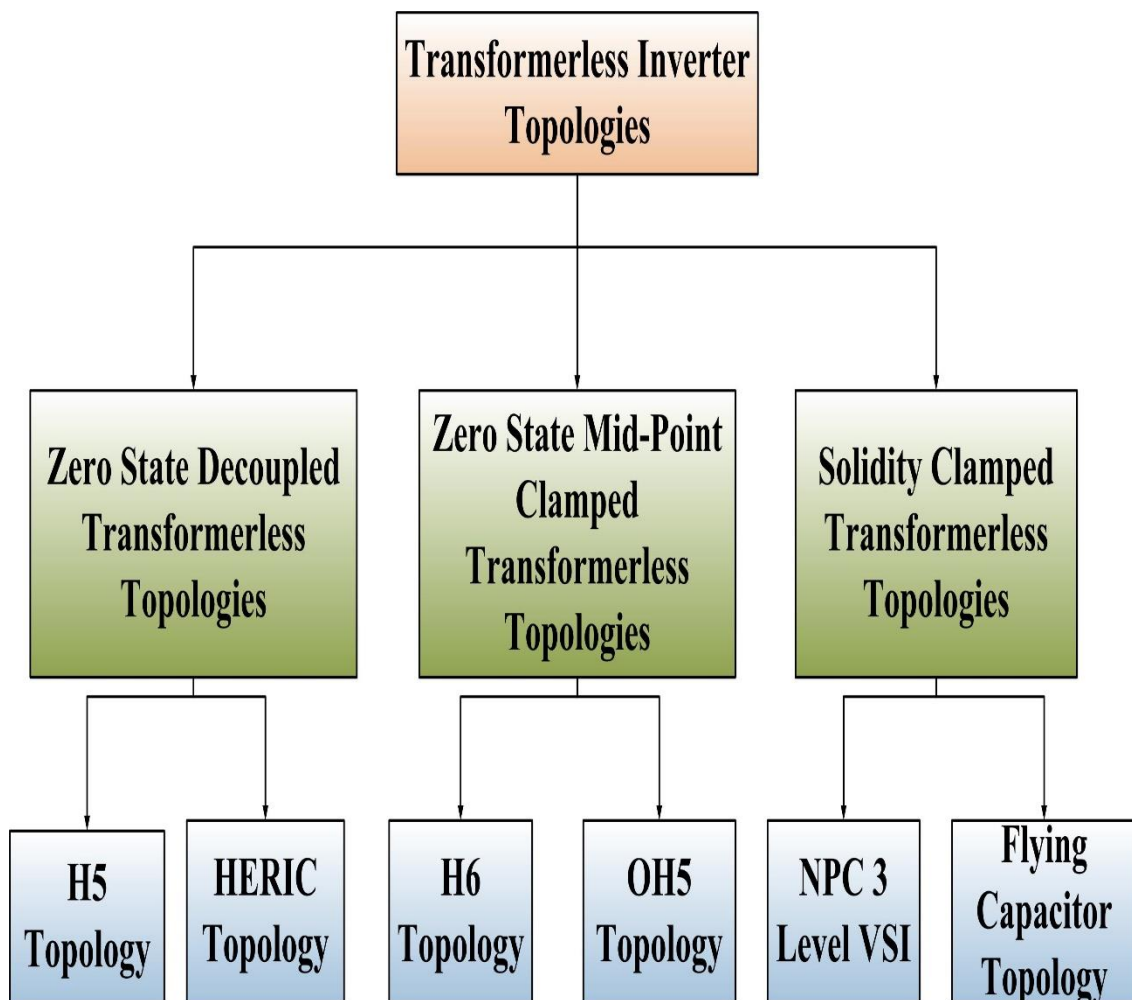 Transformerless Inverter
Topologies
Zero State Decoupled
Transformerless
Topologies
Zero State Mid-Point
Clamped
Transformerless
Topologies
Solidity Clamped
Transformerless
Topologies
H5
Topology
HERIC
Topology
H6
Topology
OH5
Topology
NPC 3
Level VSI
Flying
Capacitor
Topology